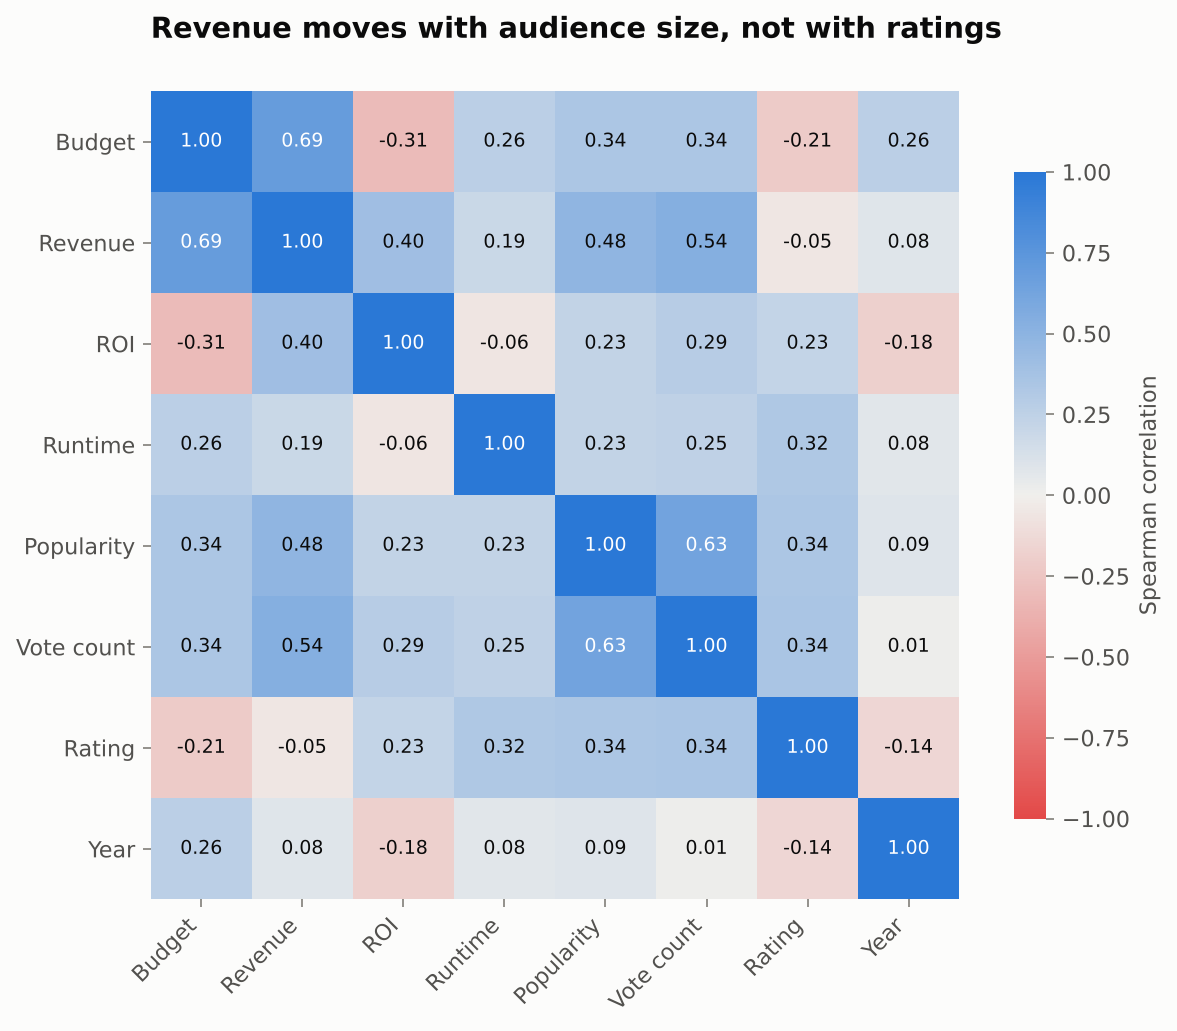 Revenue moves with audience size, not with ratings
Budget 1.00 0.69 -0.31 0.26 0.34 0.34 -0.21 0.26
Revenue 0.69 1.00 0.40 0.19 0.48 0.54 -0.05 0.08
ROI -0.31 0.40 1.00 -0.06 0.23 0.29 0.23 -0.18
Runtime 0.26 0.19 -0.06 1.00 0.23 0.25 0.32 0.08
Popularity 0.34 0.48 0.23 0.23 1.00 0.63 0.34 0.09
Vote count 0.34 0.54 0.29 0.25 0.63 1.00 0.34 0.01
Rating -0.21 -0.05 0.23 0.32 0.34 0.34 1.00 -0.14
Year 0.26 0.08 -0.18 0.08 0.09 0.01 -0.14 1.00
Budget Revenue ROI Runtime Popularity Vote count Rating Year
1.00
0.75
0.50
0.25
0.00
−0.25
−0.50
−0.75
−1.00
Spearman correlation